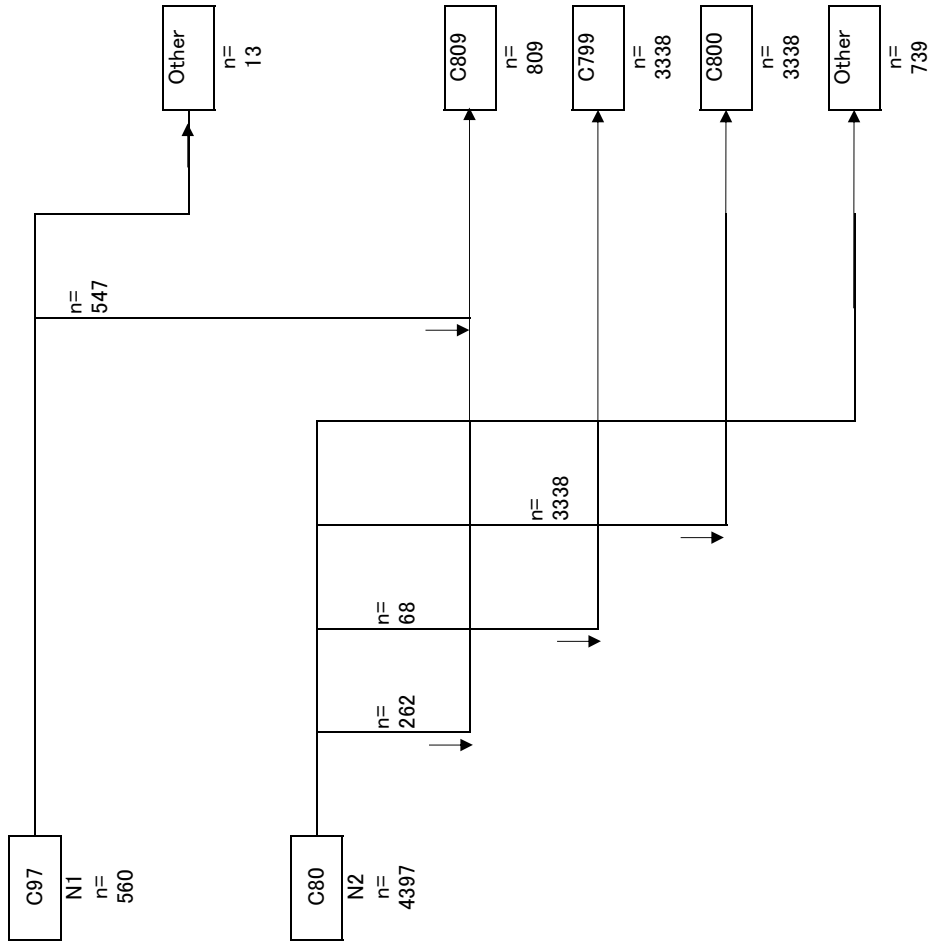 C97
N1
n=
560
n=
547
Other
n=
13
C80
N2
n=
4397
n=
262
n=
68
n=
3338
C809
n=
809
C799
n=
3338
C800
n=
3338
Other
n=
739